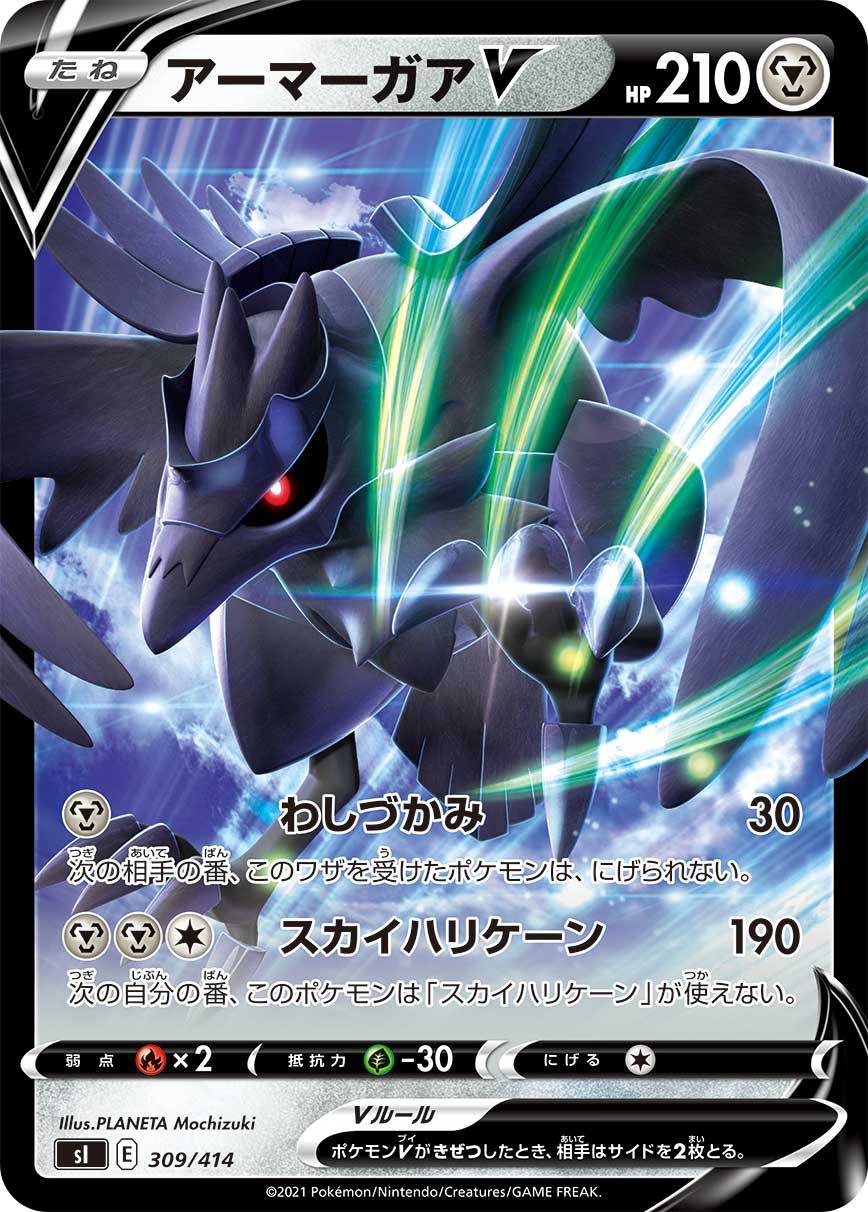 たね アーマーガアV HP210
わしづかみ 30
次の相手の番、このワザを受けたポケモンは、にげられない。
スカイハリケーン 190
次の自分の番、このポケモンは「スカイハリケーン」が使えない。
弱点 ×2 抵抗力 -30 にげる
Illus.PLANETA Mochizuki
Vルール
ポケモンVがきぜつしたとき、相手はサイドを2枚とる。
sI E 309/414
©2021 Pokémon/Nintendo/Creatures/GAME FREAK.